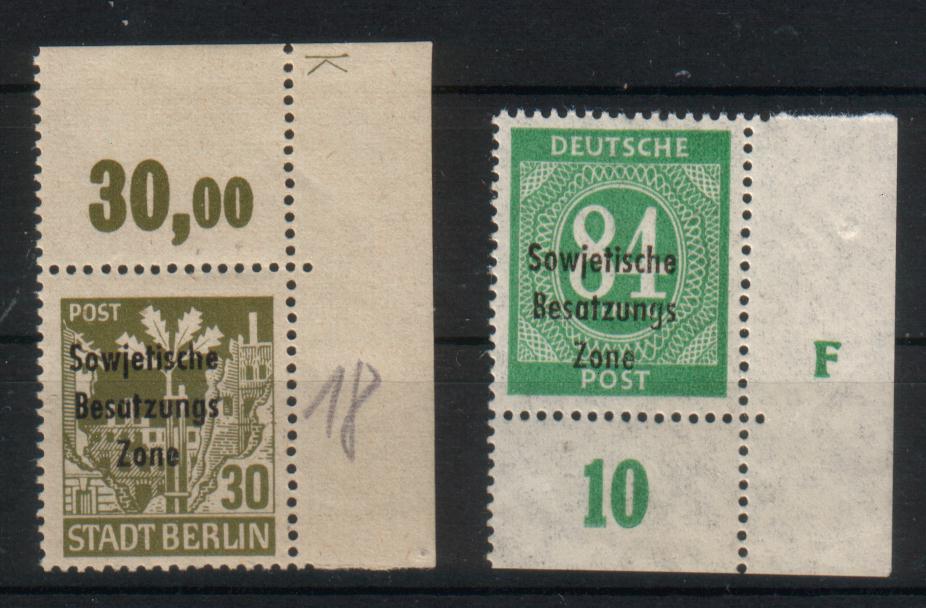 K
30,00
POST
Sowjetische
Besatzungs
Zone
30
STADT BERLIN
18
DEUTSCHE
84
Sowjetische
Besatzungs
Zone
POST
F
10